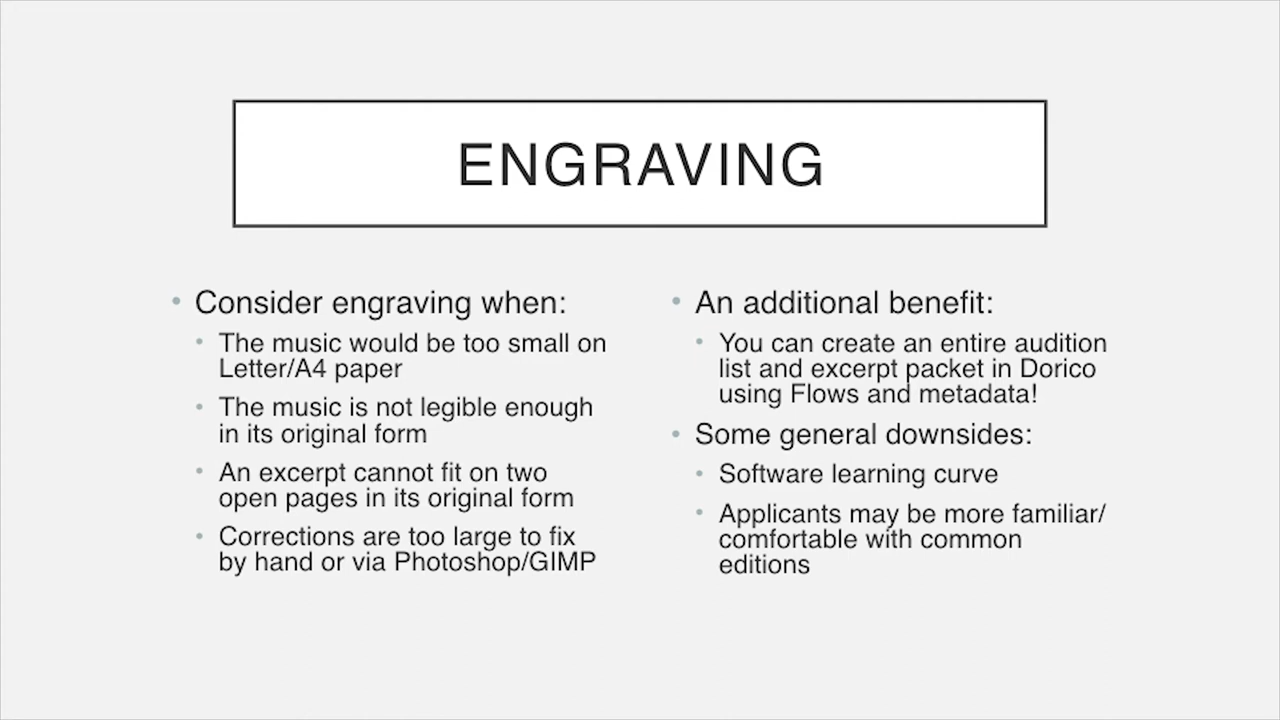 ENGRAVING
• Consider engraving when:
• The music would be too small on
Letter/A4 paper
• The music is not legible enough
in its original form
• An excerpt cannot fit on two
open pages in its original form
• Corrections are too large to fix
by hand or via Photoshop/GIMP
• An additional benefit:
• You can create an entire audition
list and excerpt packet in Dorico
using Flows and metadata!
• Some general downsides:
• Software learning curve
• Applicants may be more familiar/
comfortable with common
editions